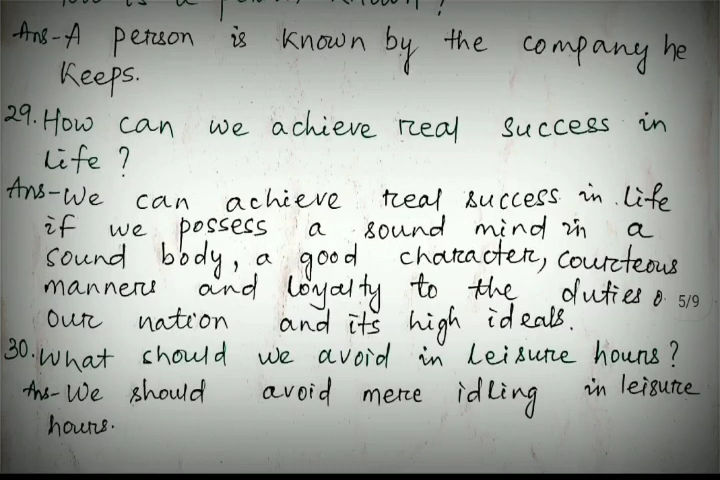 Ans-A person is known by the company he
Keeps.
29. How can we achieve real success in
life ?
Ans-We can achieve real success in life
if we possess a sound mind in a
sound body, a good character, courteous
manners and loyalty to the duties o 5/9
our nation and its high ideals.
30. What should we avoid in leisure hours ?
Ans-We should avoid mere idling in leisure
hours.